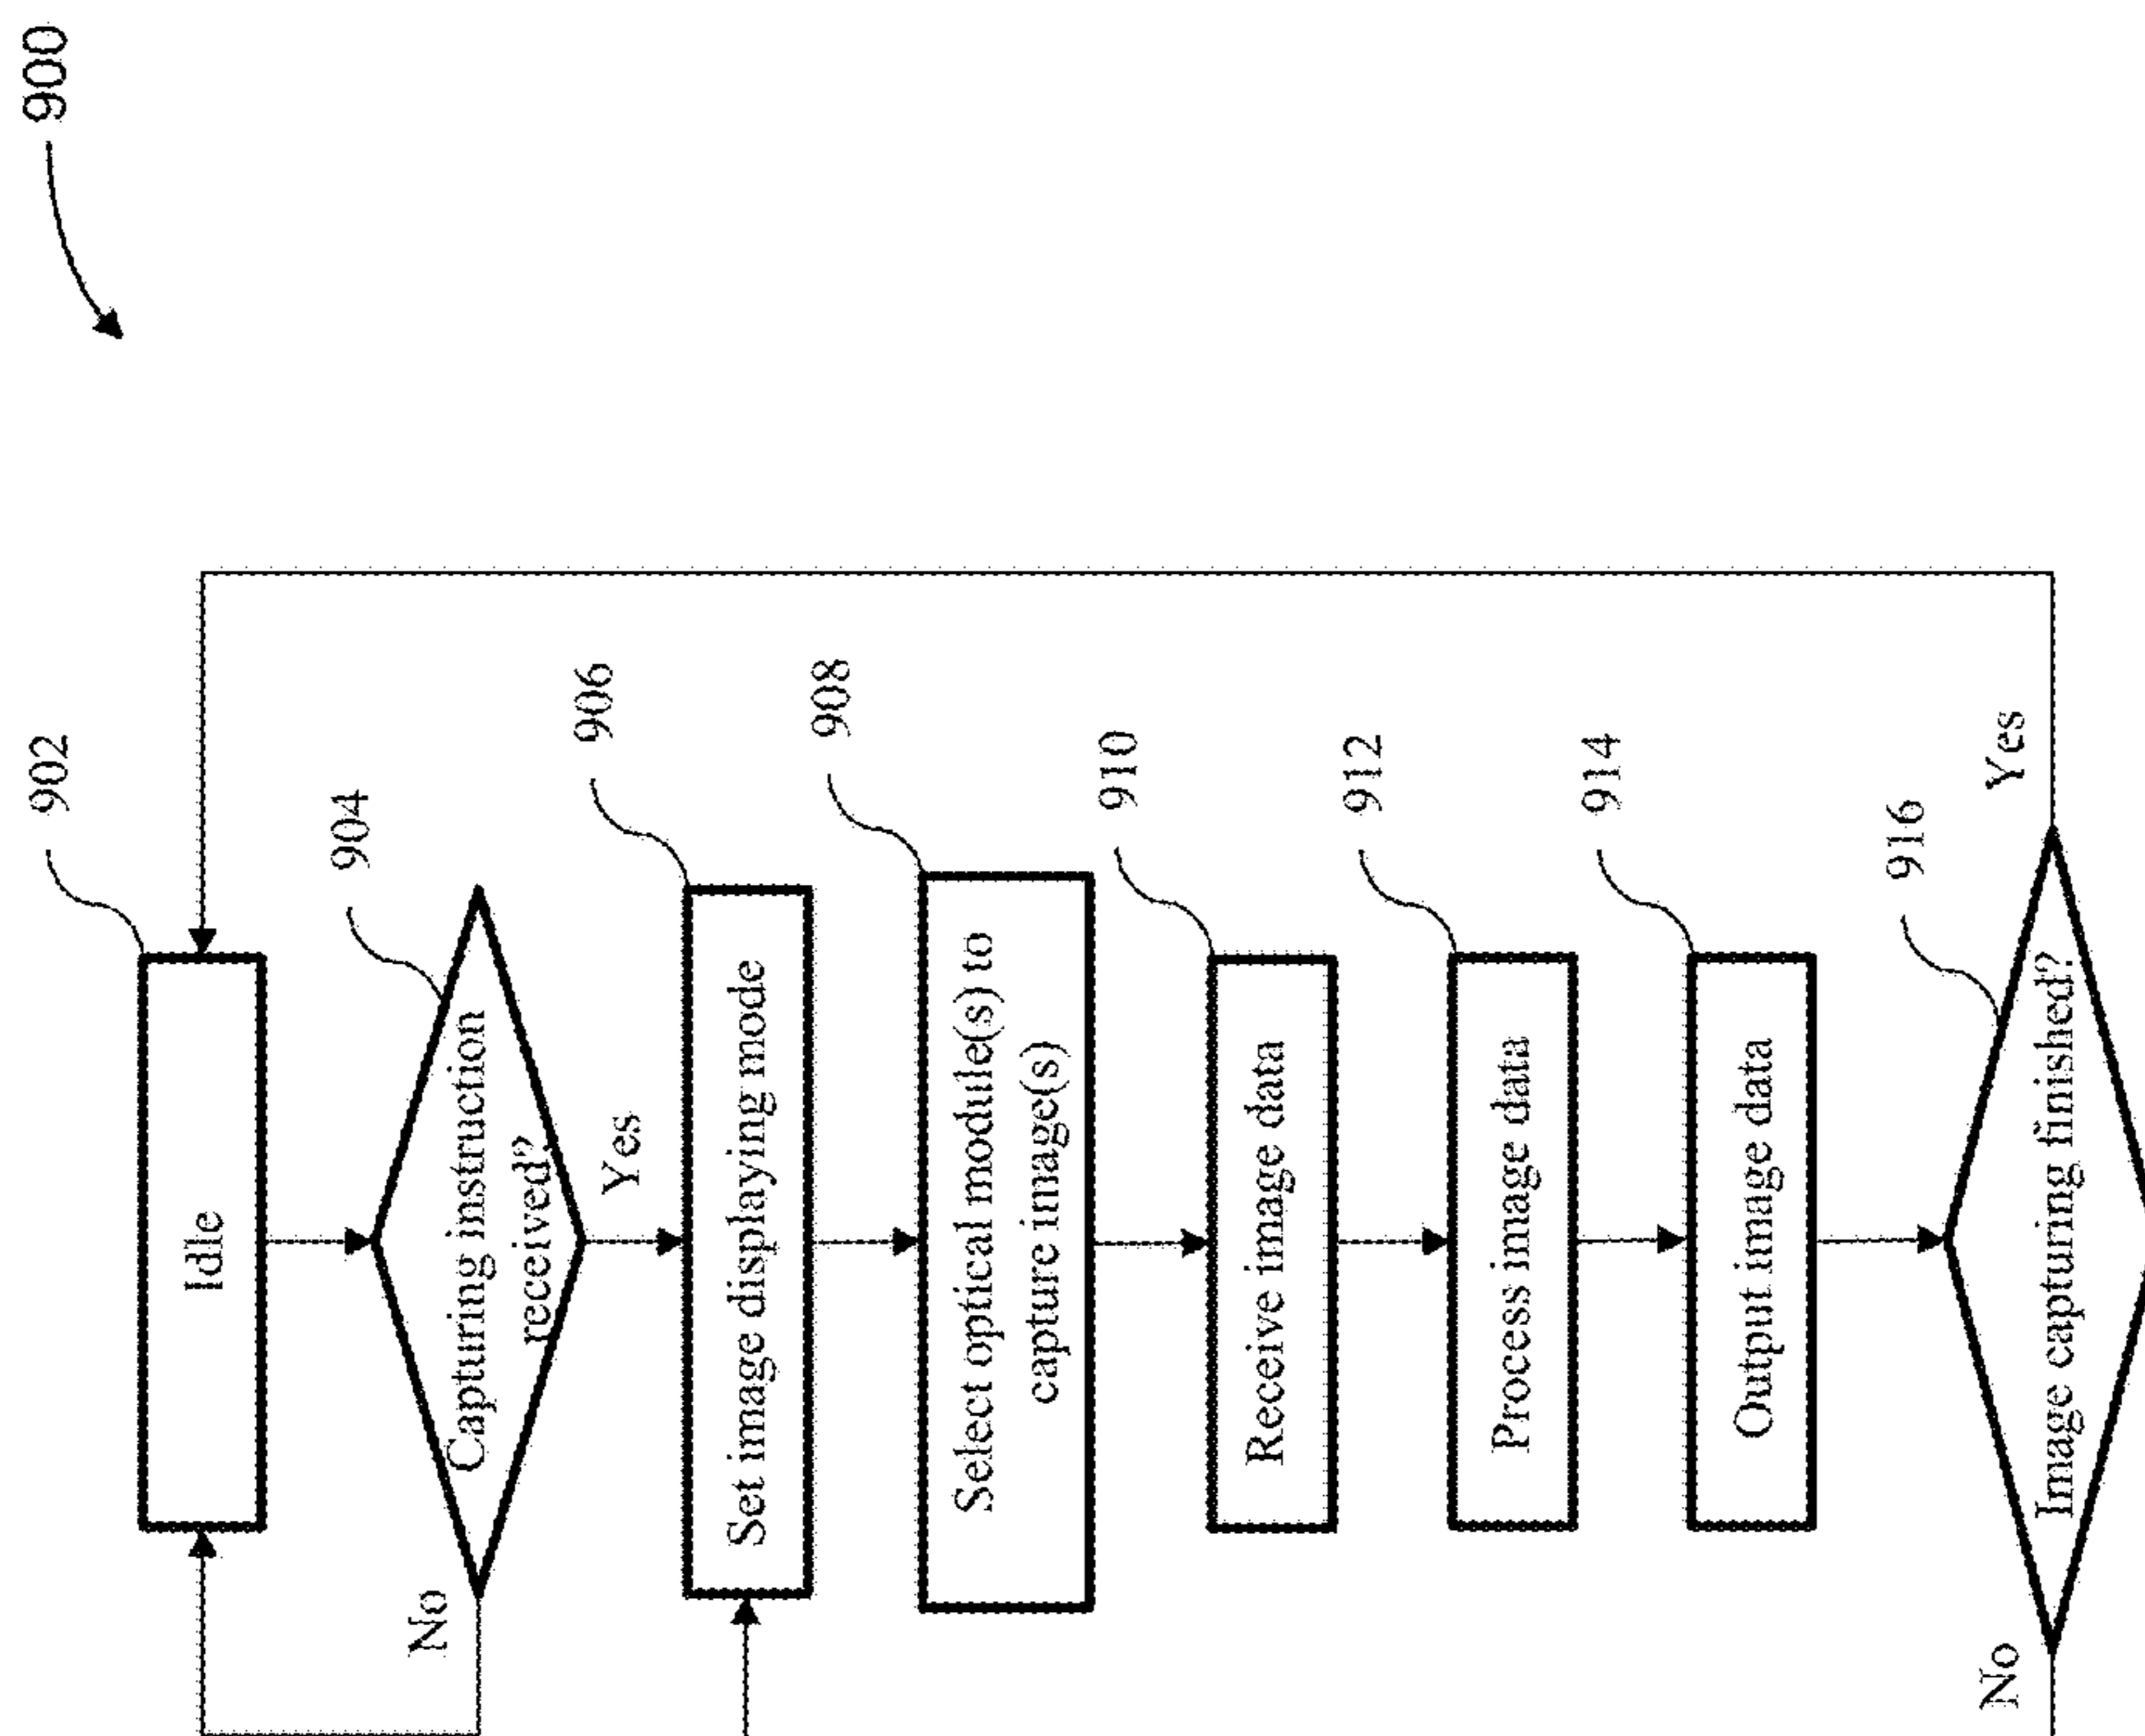 900
902
Idle
904
Capturing instruction
received?
No
Yes
906
Set image displaying mode
908
Select optical module(s) to
capture image(s)
910
Receive image data
912
Process image data
914
Output image data
916
Image capturing finished?
Yes
No